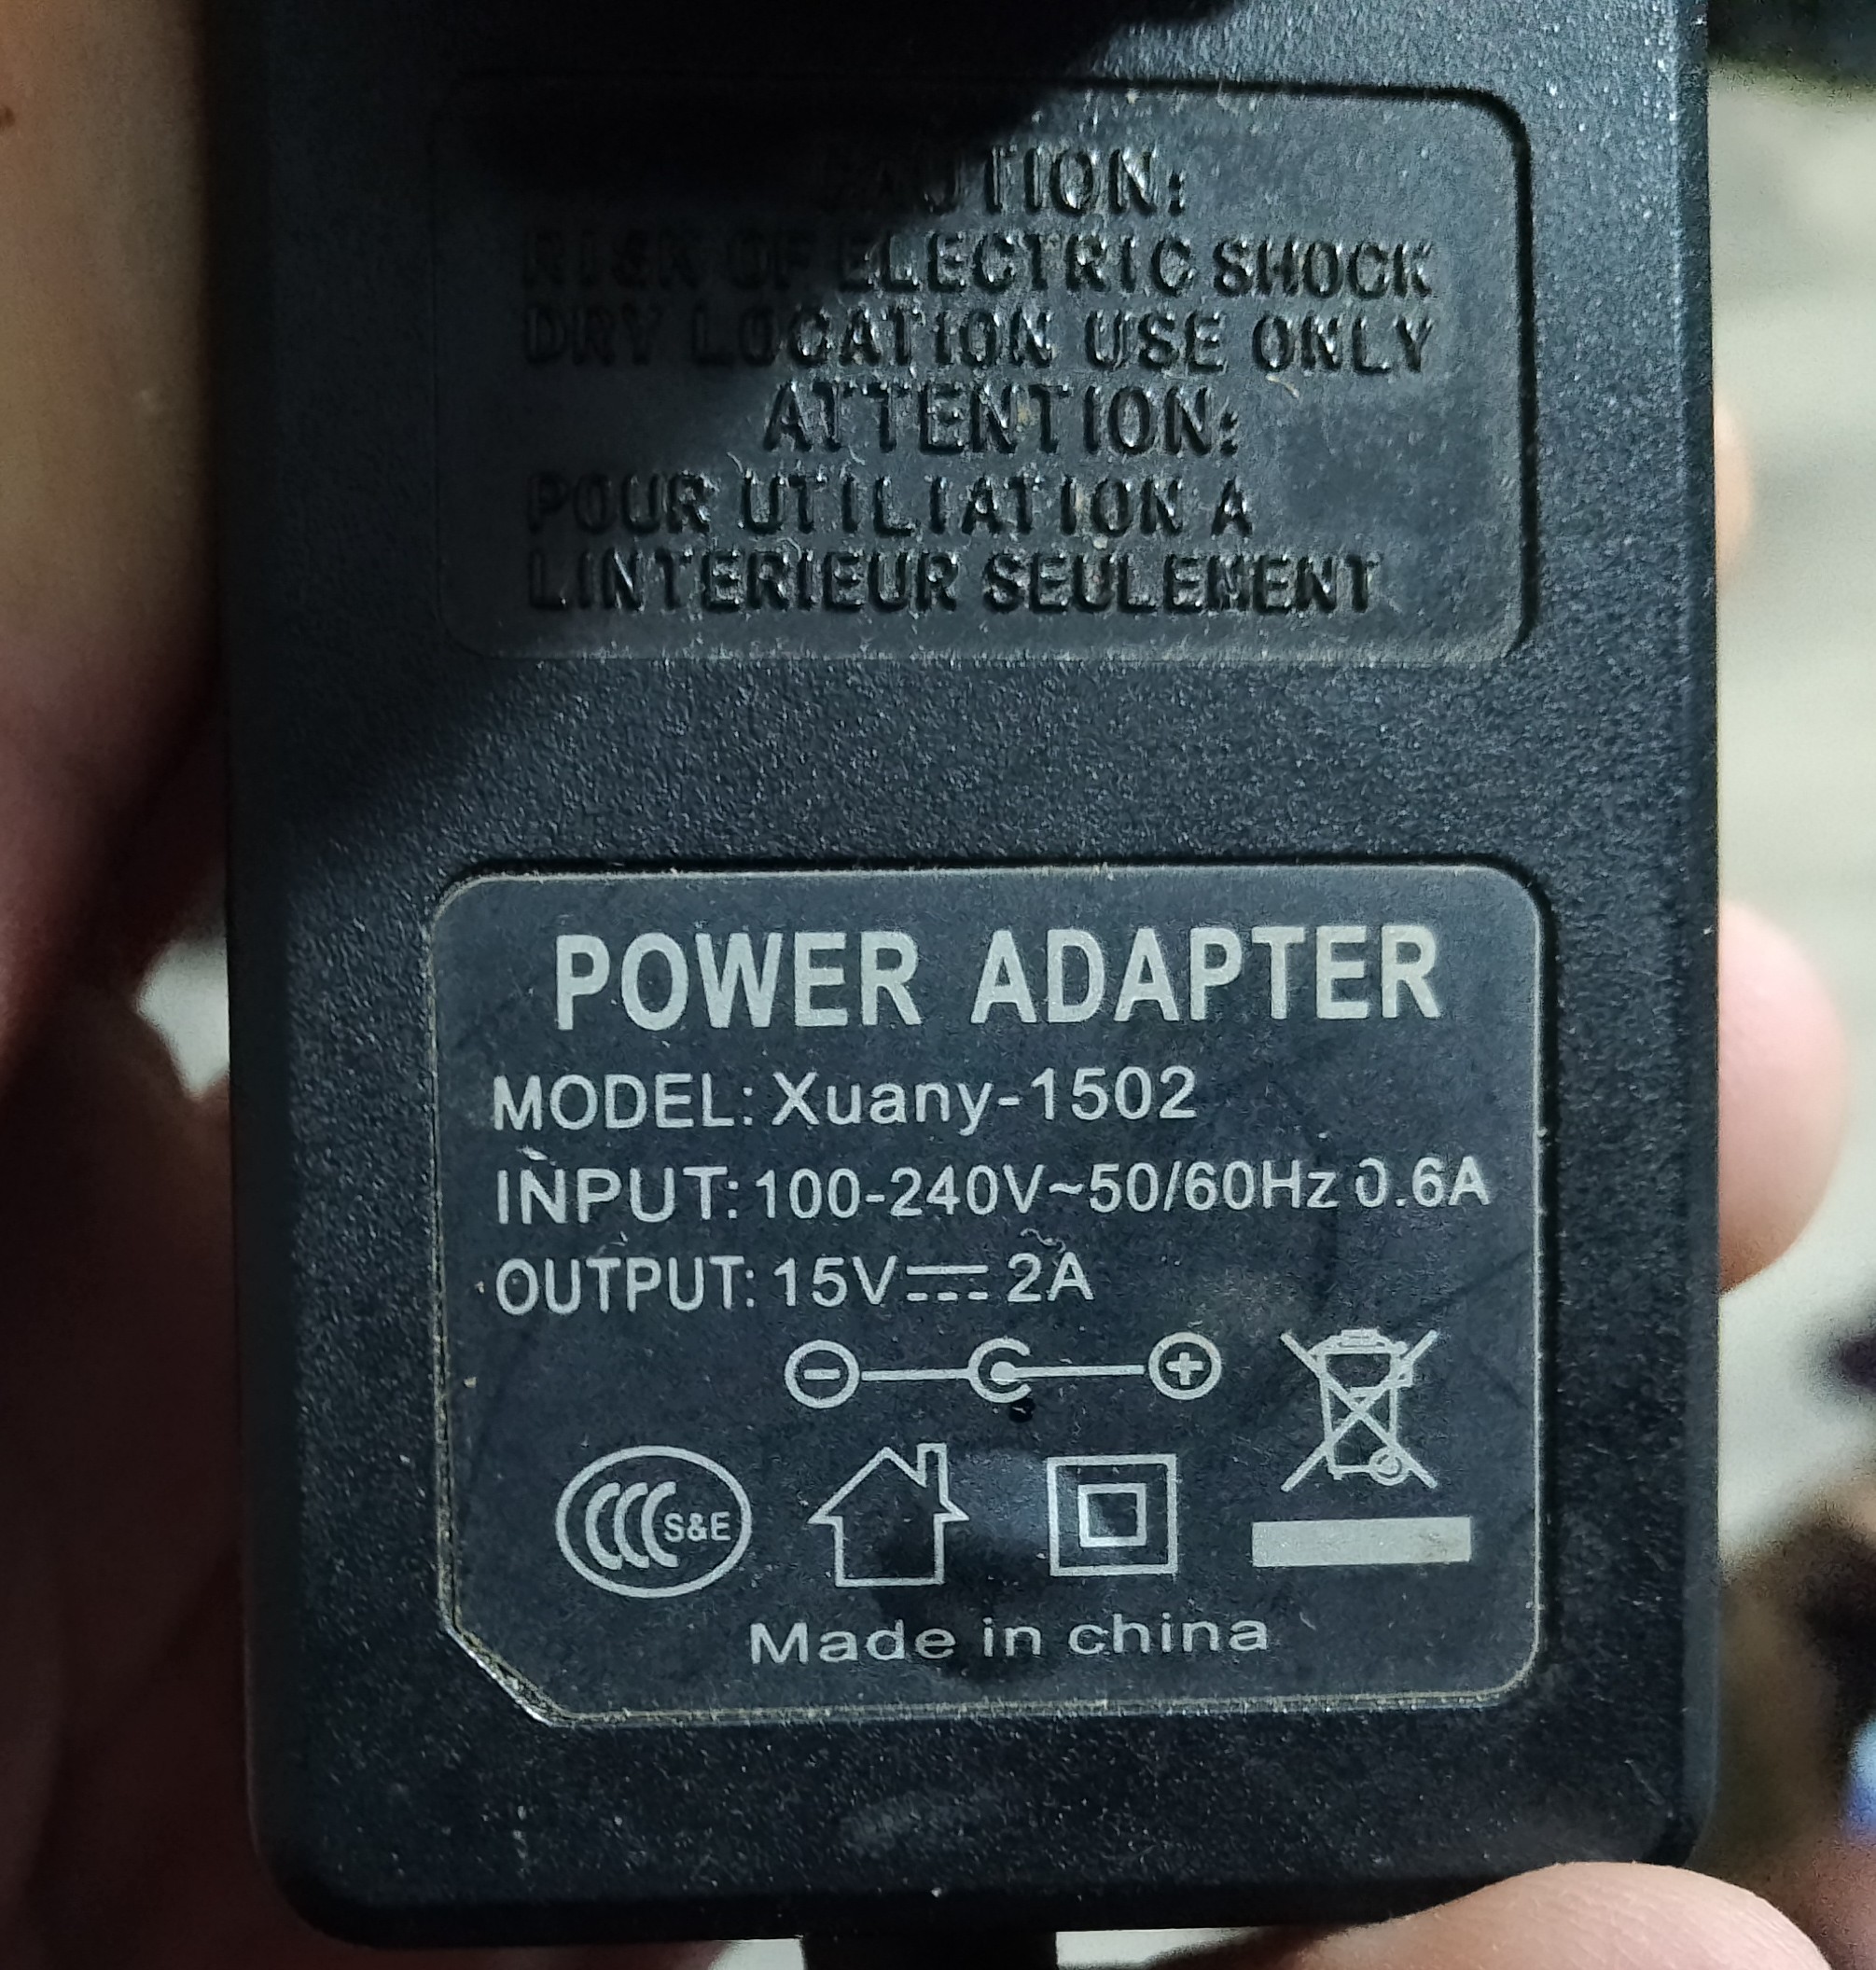 CAUTION:
RISK OF ELECTRIC SHOCK
DRY LOCATION USE ONLY
ATTENTION:
POUR UTILIATION A
LINTERIEUR SEULEMENT
POWER ADAPTER
MODEL: Xuany-1502
INPUT: 100-240V~50/60Hz 0.6A
OUTPUT: 15V⎓2A
CCC S&E
Made in china